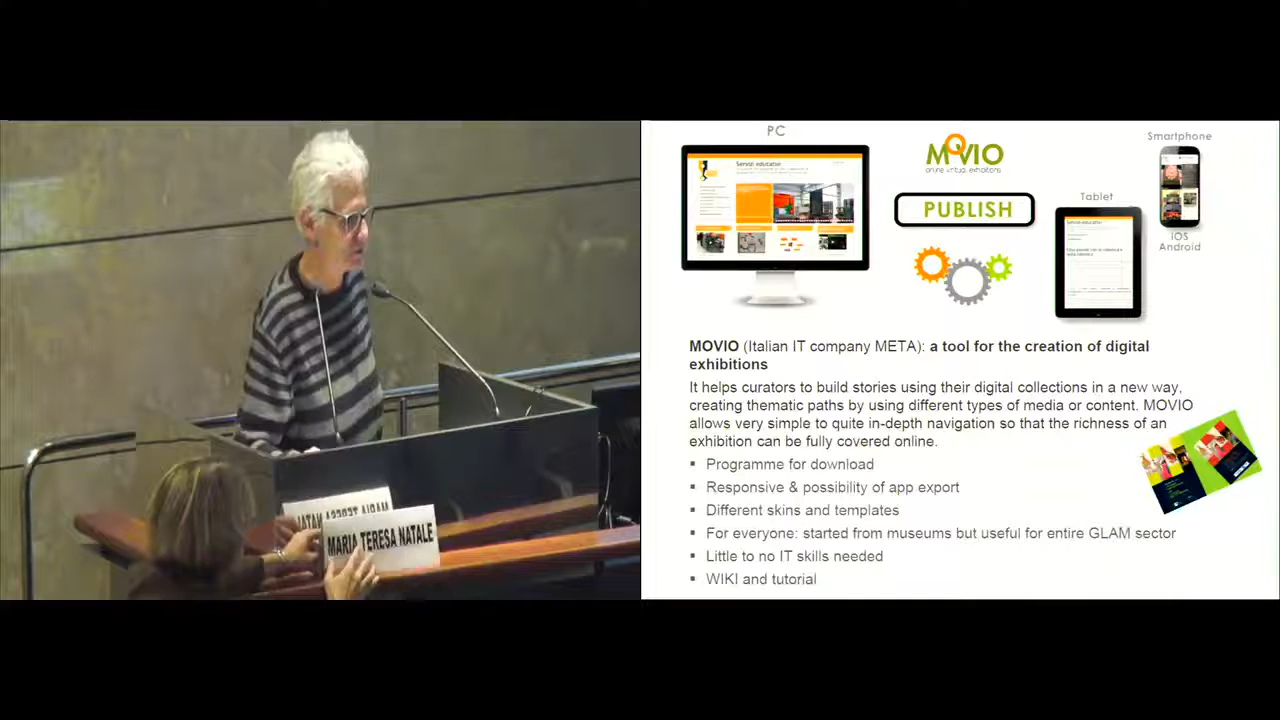 MARIA TERESA NATALE
PC
Servizi educativi
MOVIO
online virtual exhibitions
PUBLISH
Tablet
Smartphone
iOS
Android
MOVIO (Italian IT company META): a tool for the creation of digital
exhibitions
It helps curators to build stories using their digital collections in a new way,
creating thematic paths by using different types of media or content. MOVIO
allows very simple to quite in-depth navigation so that the richness of an
exhibition can be fully covered online.
▪ Programme for download
▪ Responsive & possibility of app export
▪ Different skins and templates
▪ For everyone: started from museums but useful for entire GLAM sector
▪ Little to no IT skills needed
▪ WIKI and tutorial